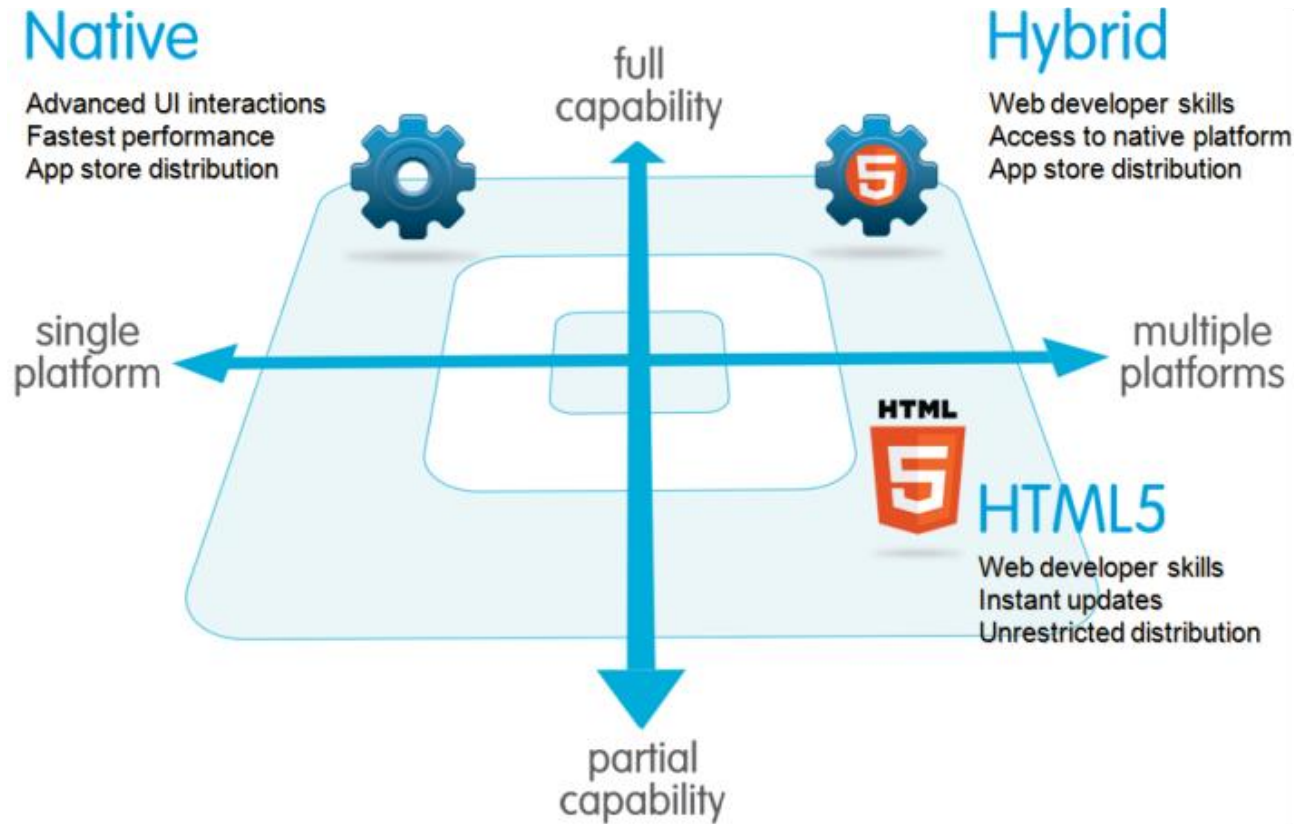 Native
Advanced UI interactions
Fastest performance
App store distribution
full
capability
Hybrid
Web developer skills
Access to native platform
App store distribution
5
single
platform
multiple
platforms
HTML
5
HTML5
Web developer skills
Instant updates
Unrestricted distribution
partial
capability